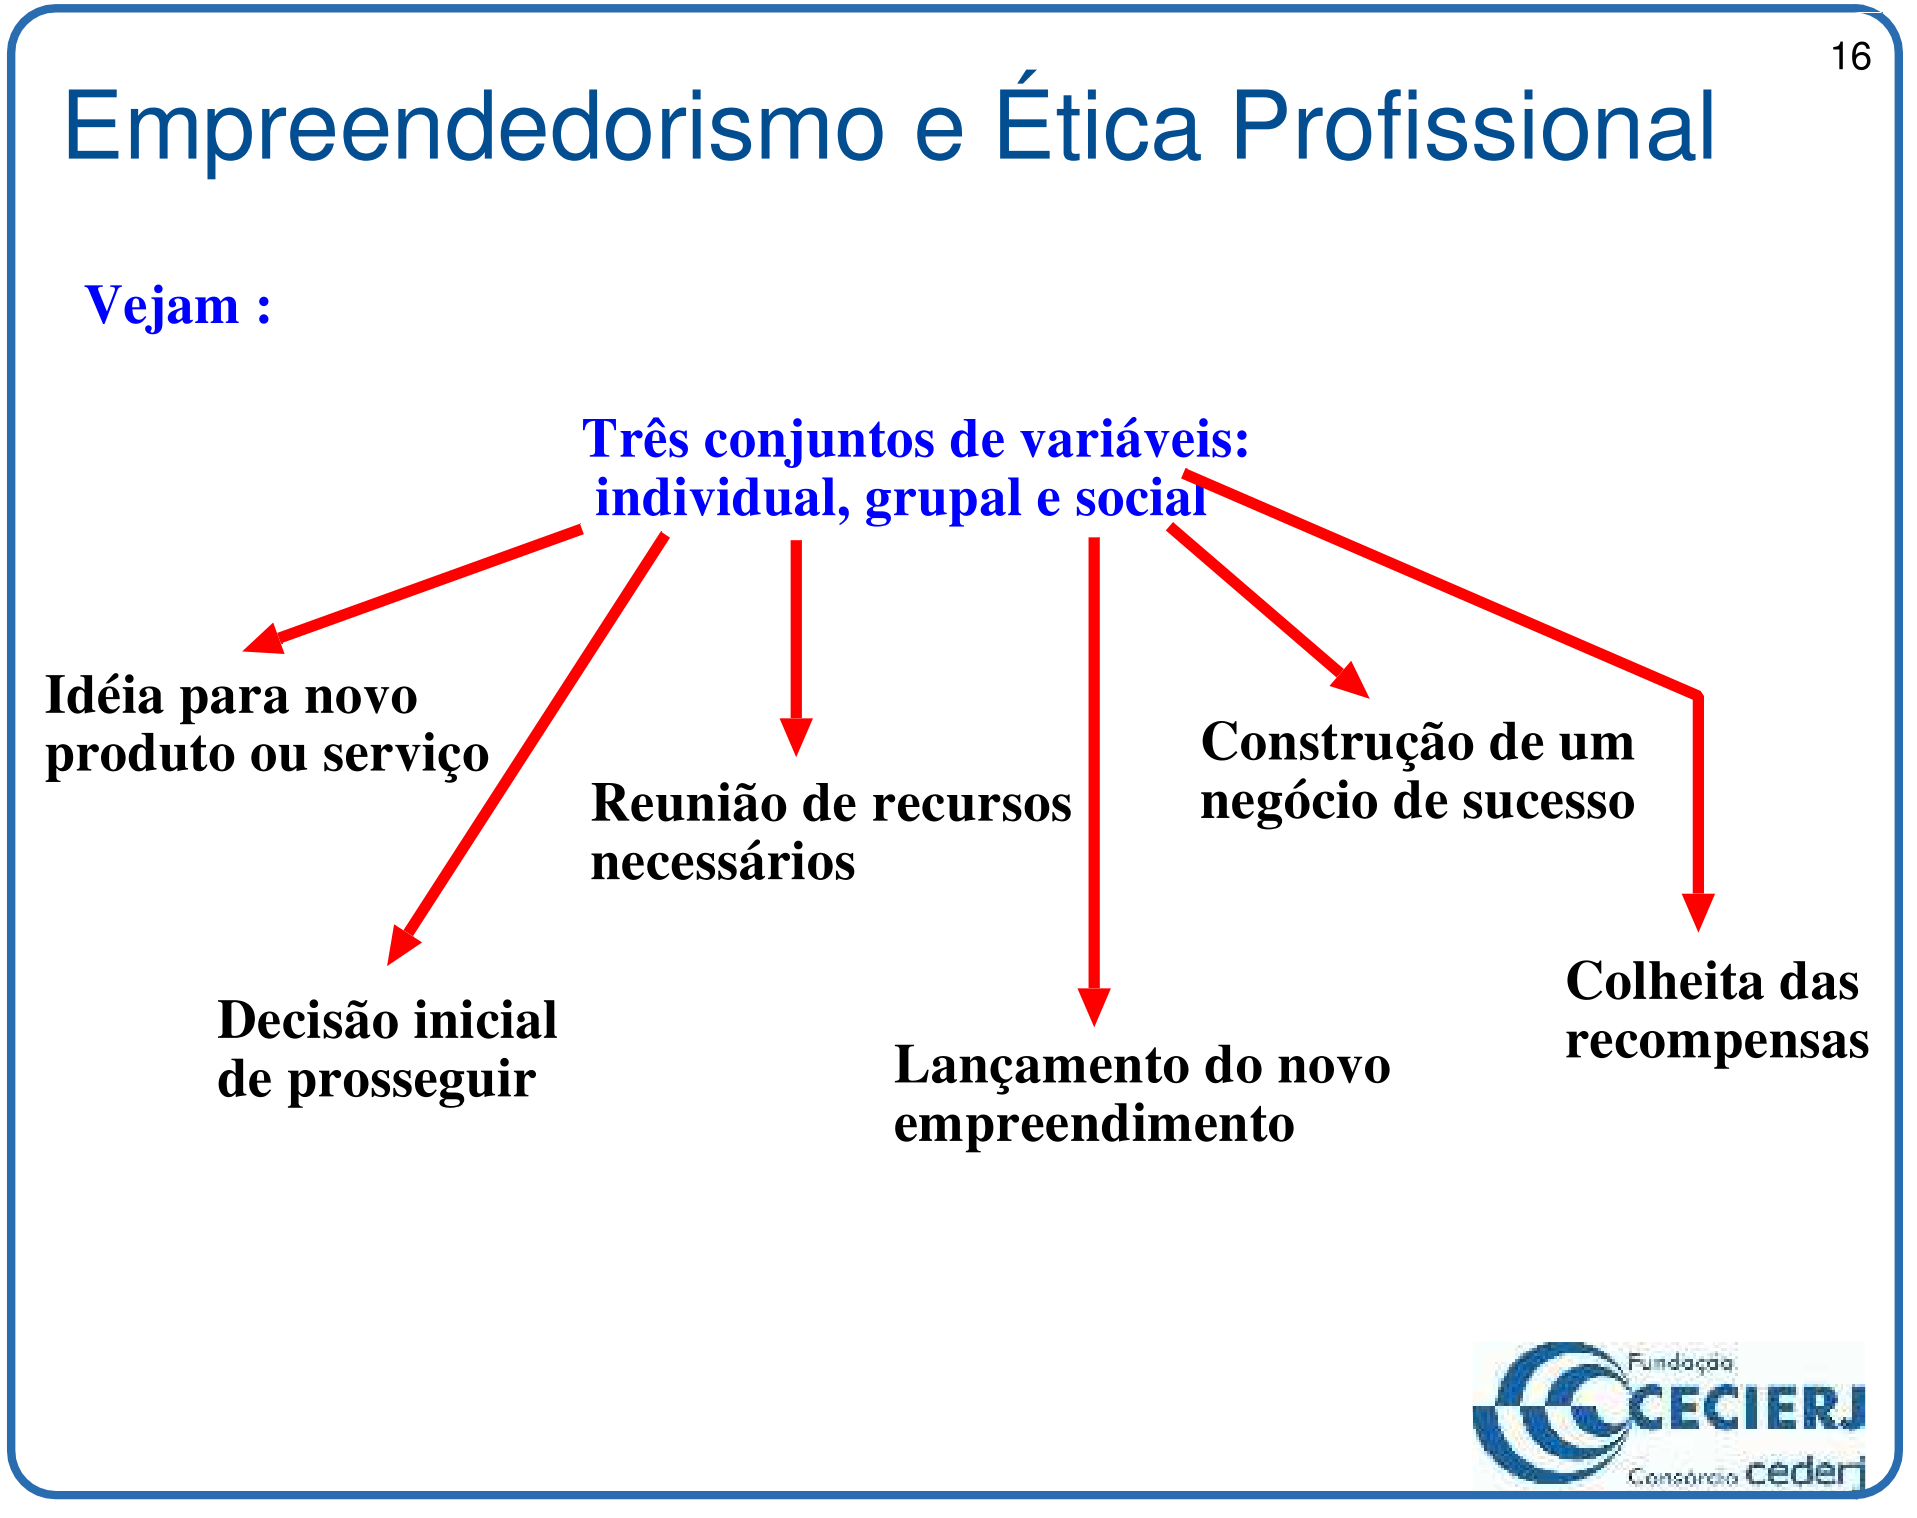 16
Empreendedorismo e Ética Profissional
Vejam :
Três conjuntos de variáveis:
individual, grupal e social
Idéia para novo
produto ou serviço
Reunião de recursos
necessários
Construção de um
negócio de sucesso
Decisão inicial
de prosseguir
Lançamento do novo
empreendimento
Colheita das
recompensas
Fundação
CECIERJ
Consórcio cederj